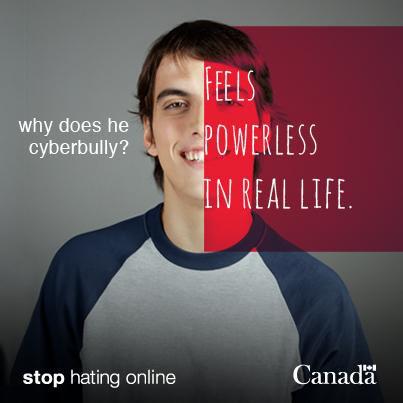 why does he
cyberbully?
FEELS
POWERLESS
IN REAL LIFE.
stop hating online
Canada